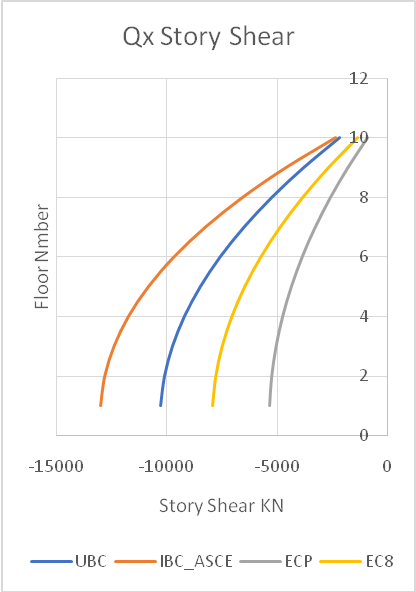 Qx Story Shear
12
10
8
6
4
2
0
Floor Nmber
-15000 -10000 -5000 0
Story Shear KN
UBC IBC_ASCE ECP EC8